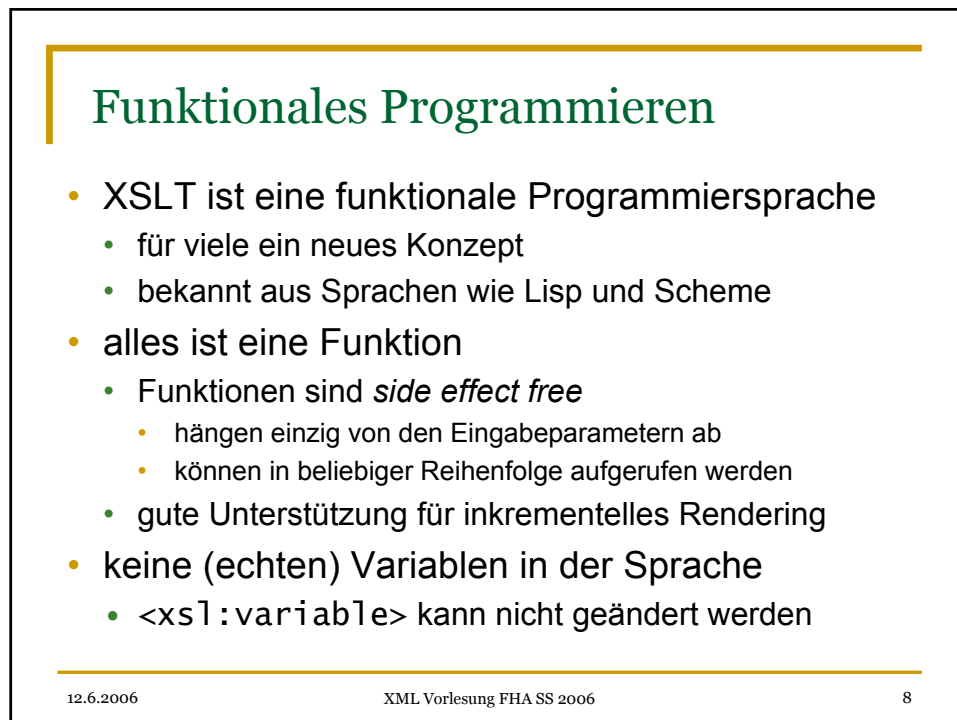 Funktionales Programmieren
• XSLT ist eine funktionale Programmiersprache
• für viele ein neues Konzept
• bekannt aus Sprachen wie Lisp und Scheme
• alles ist eine Funktion
• Funktionen sind side effect free
• hängen einzig von den Eingabeparametern ab
• können in beliebiger Reihenfolge aufgerufen werden
• gute Unterstützung für inkrementelles Rendering
• keine (echten) Variablen in der Sprache
• <xsl:variable> kann nicht geändert werden
12.6.2006 XML Vorlesung FHA SS 2006 8